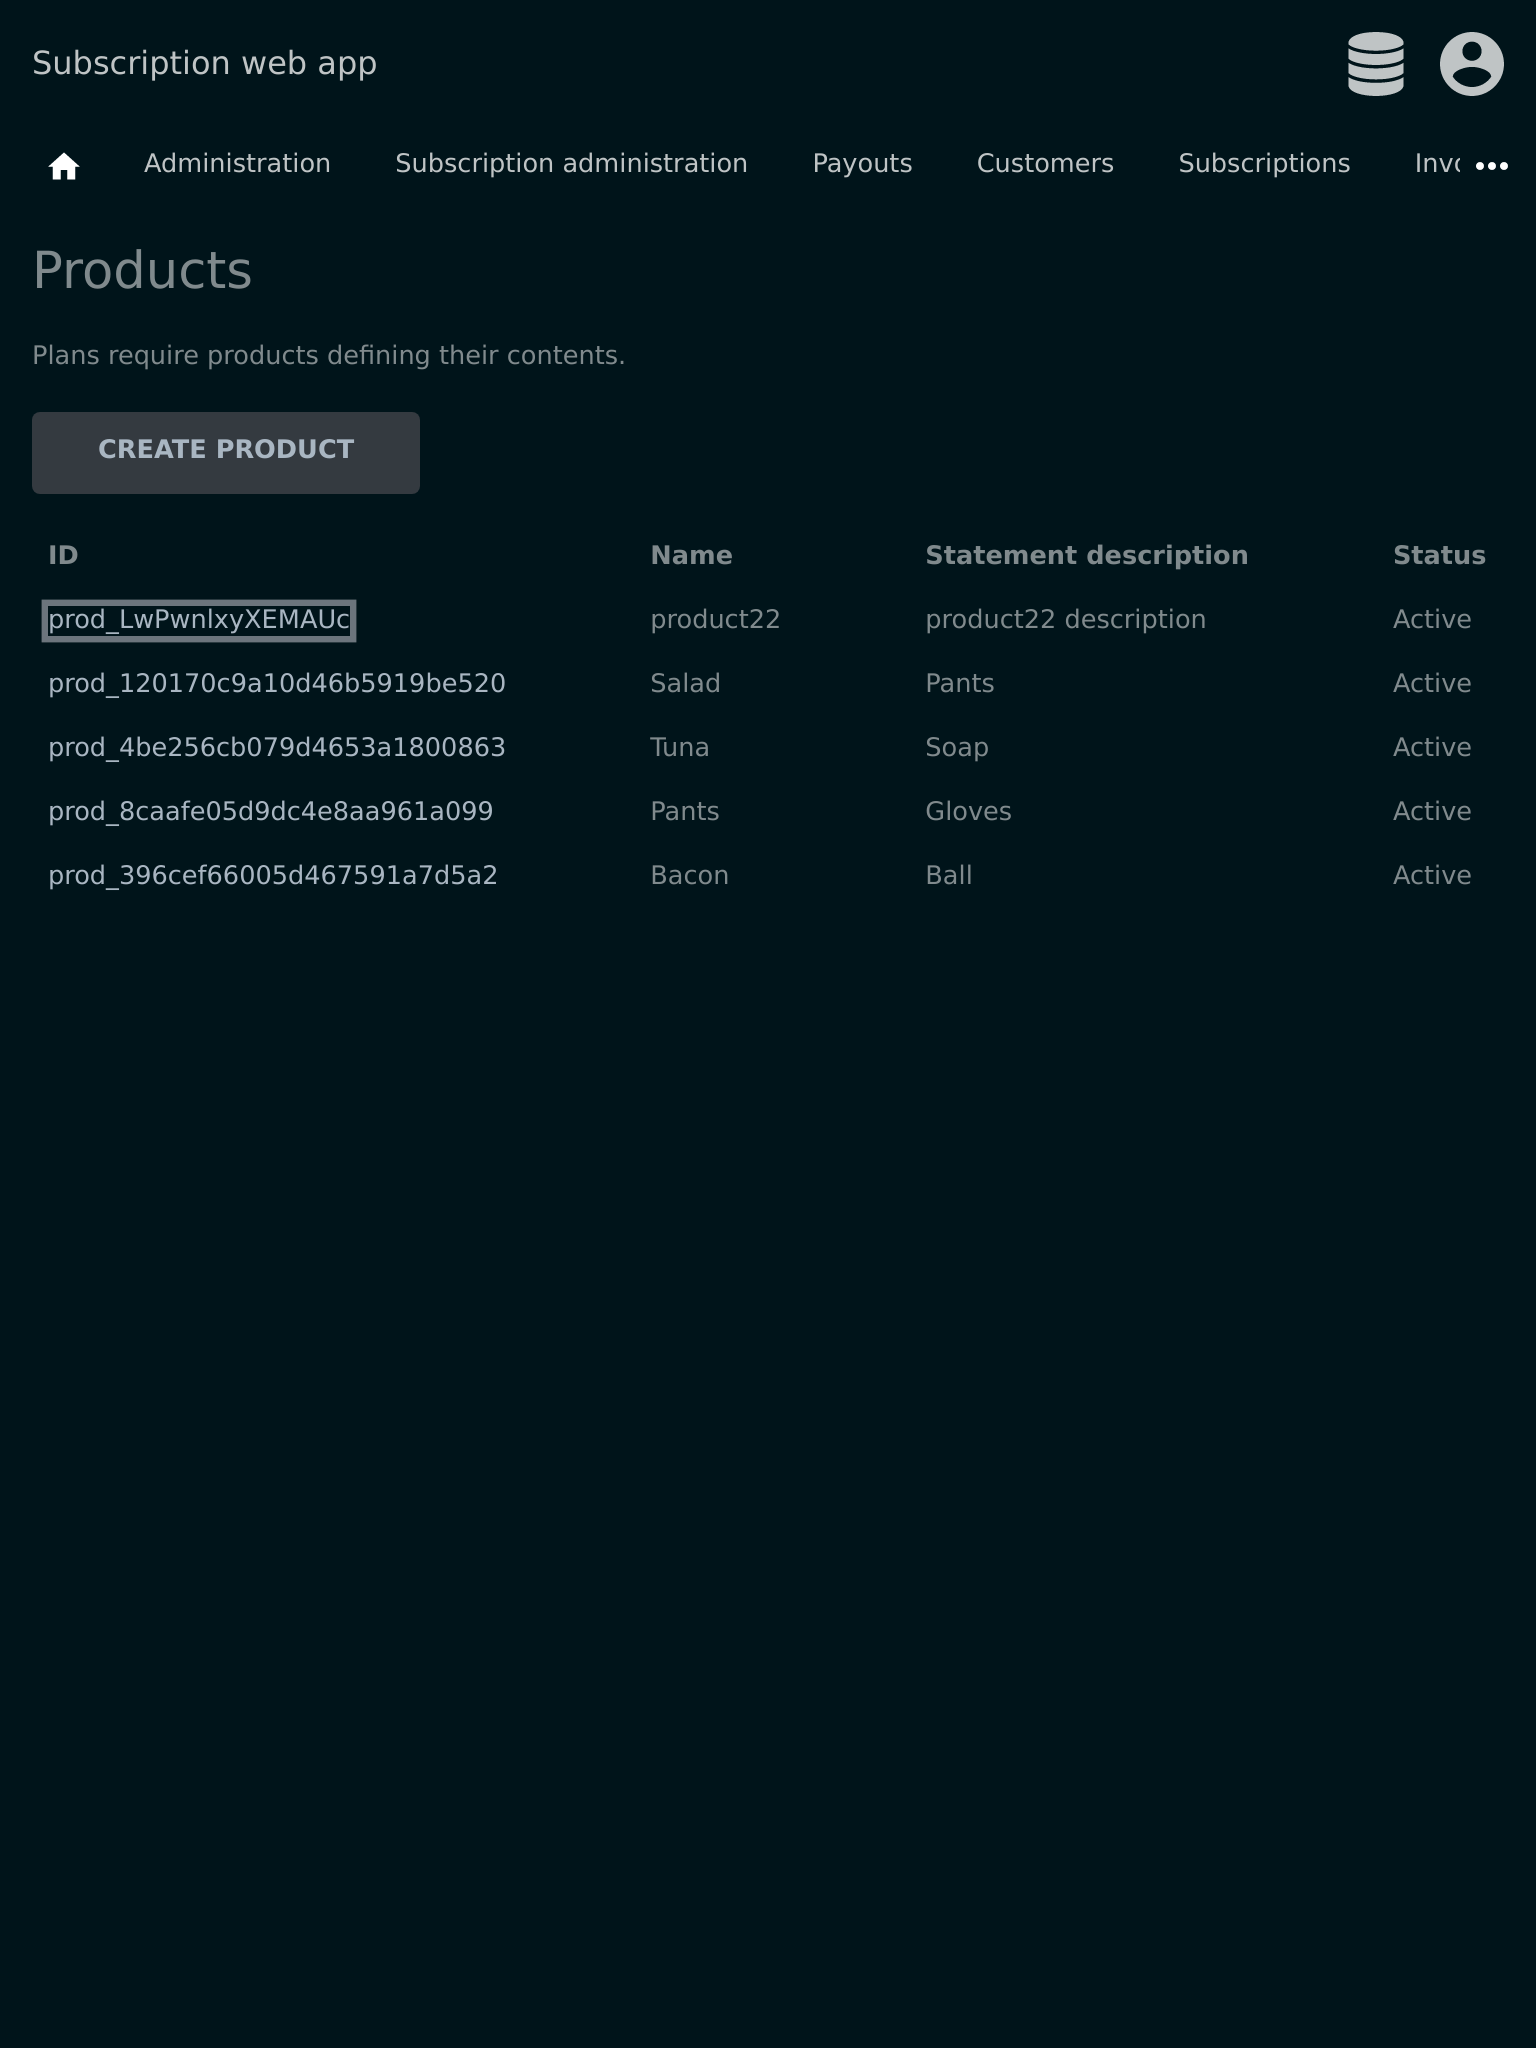 Subscription web app
Administration Subscription administration Payouts Customers Subscriptions
Products
Plans require products defining their contents.
CREATE PRODUCT
ID Name Statement description Status
prod_LwPwnlxyXEMAUc product22 product22 description Active
prod_120170c9a10d46b5919be520 Salad Pants Active
prod_4be256cb079d4653a1800863 Tuna Soap Active
prod_8caafe05d9dc4e8aa961a099 Pants Gloves Active
prod_396cef66005d467591a7d5a2 Bacon Ball Active